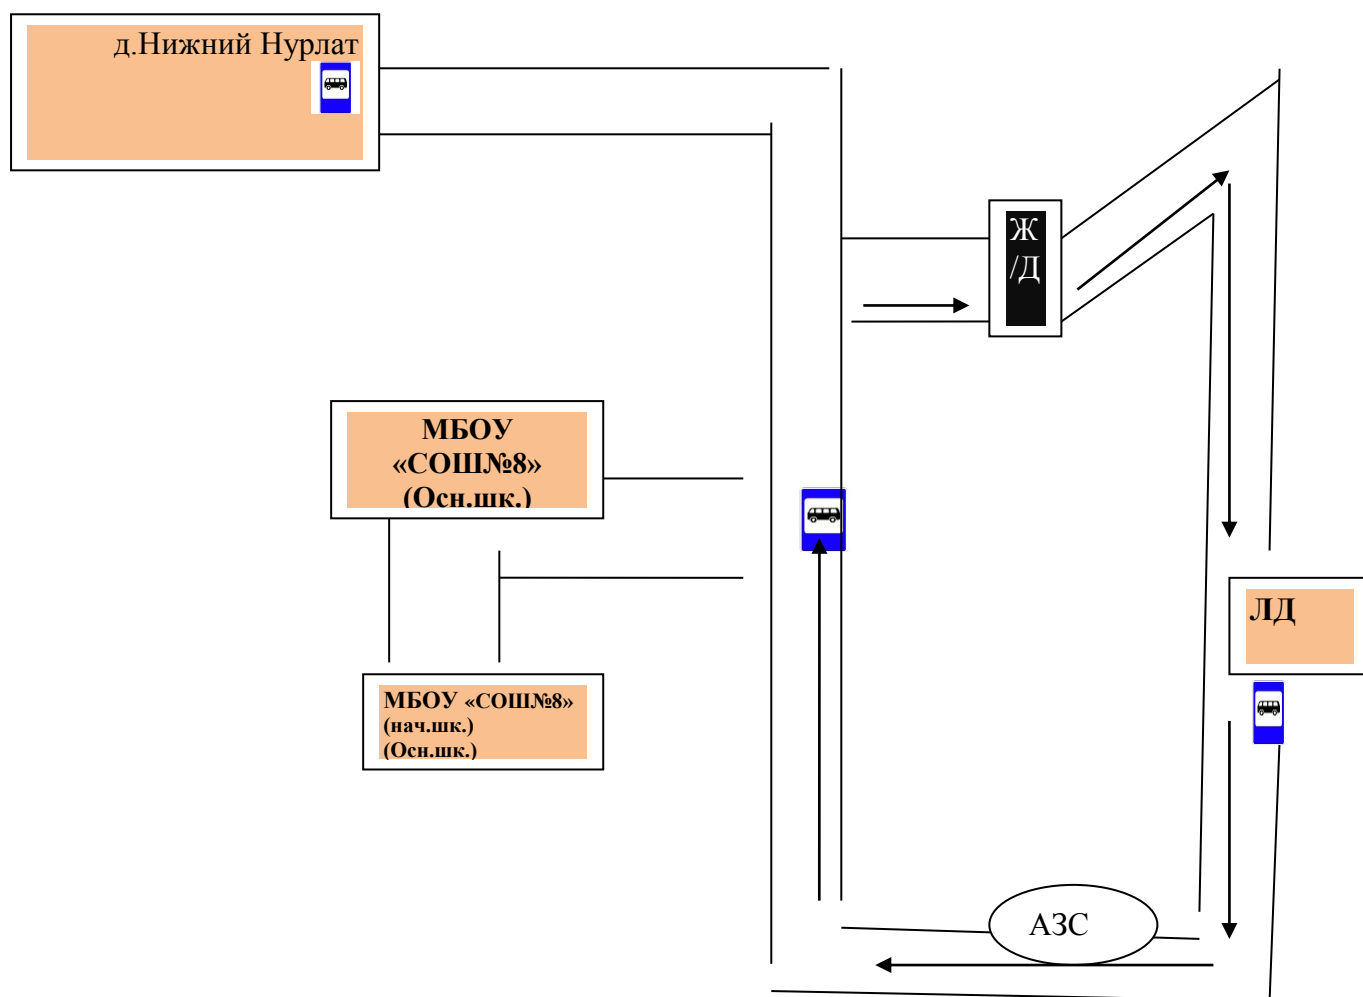 д.Нижний Нурлат
Ж
/Д
МБОУ
«СОШ№8»
(Осн.шк.)
ЛД
МБОУ «СОШ№8»
(нач.шк.)
(Осн.шк.)
АЗС